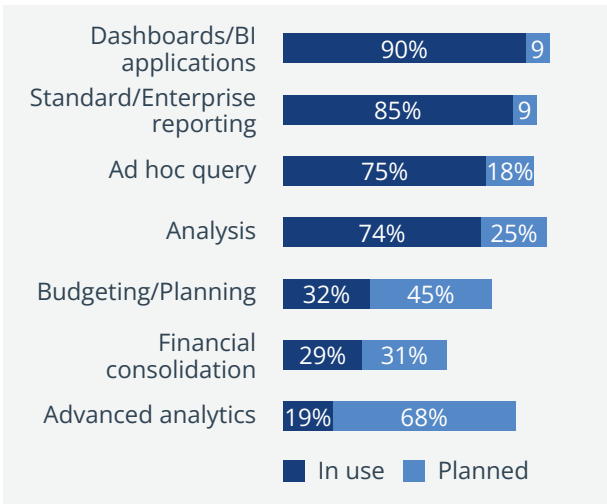 Dashboards/BI
applications
90% 9
Standard/Enterprise
reporting
85% 9
Ad hoc query 75% 18%
Analysis 74% 25%
Budgeting/Planning 32% 45%
Financial
consolidation
29% 31%
Advanced analytics 19% 68%
In use Planned